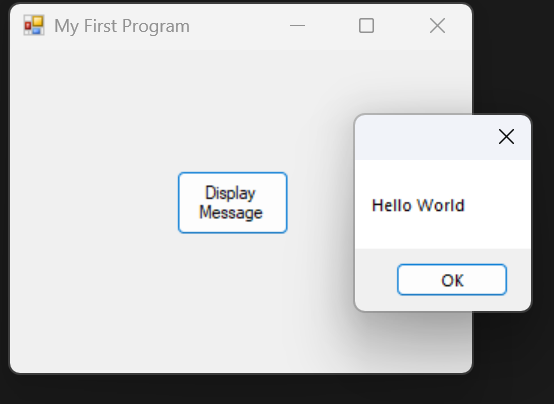 My First Program
Display
Message
Hello World
OK